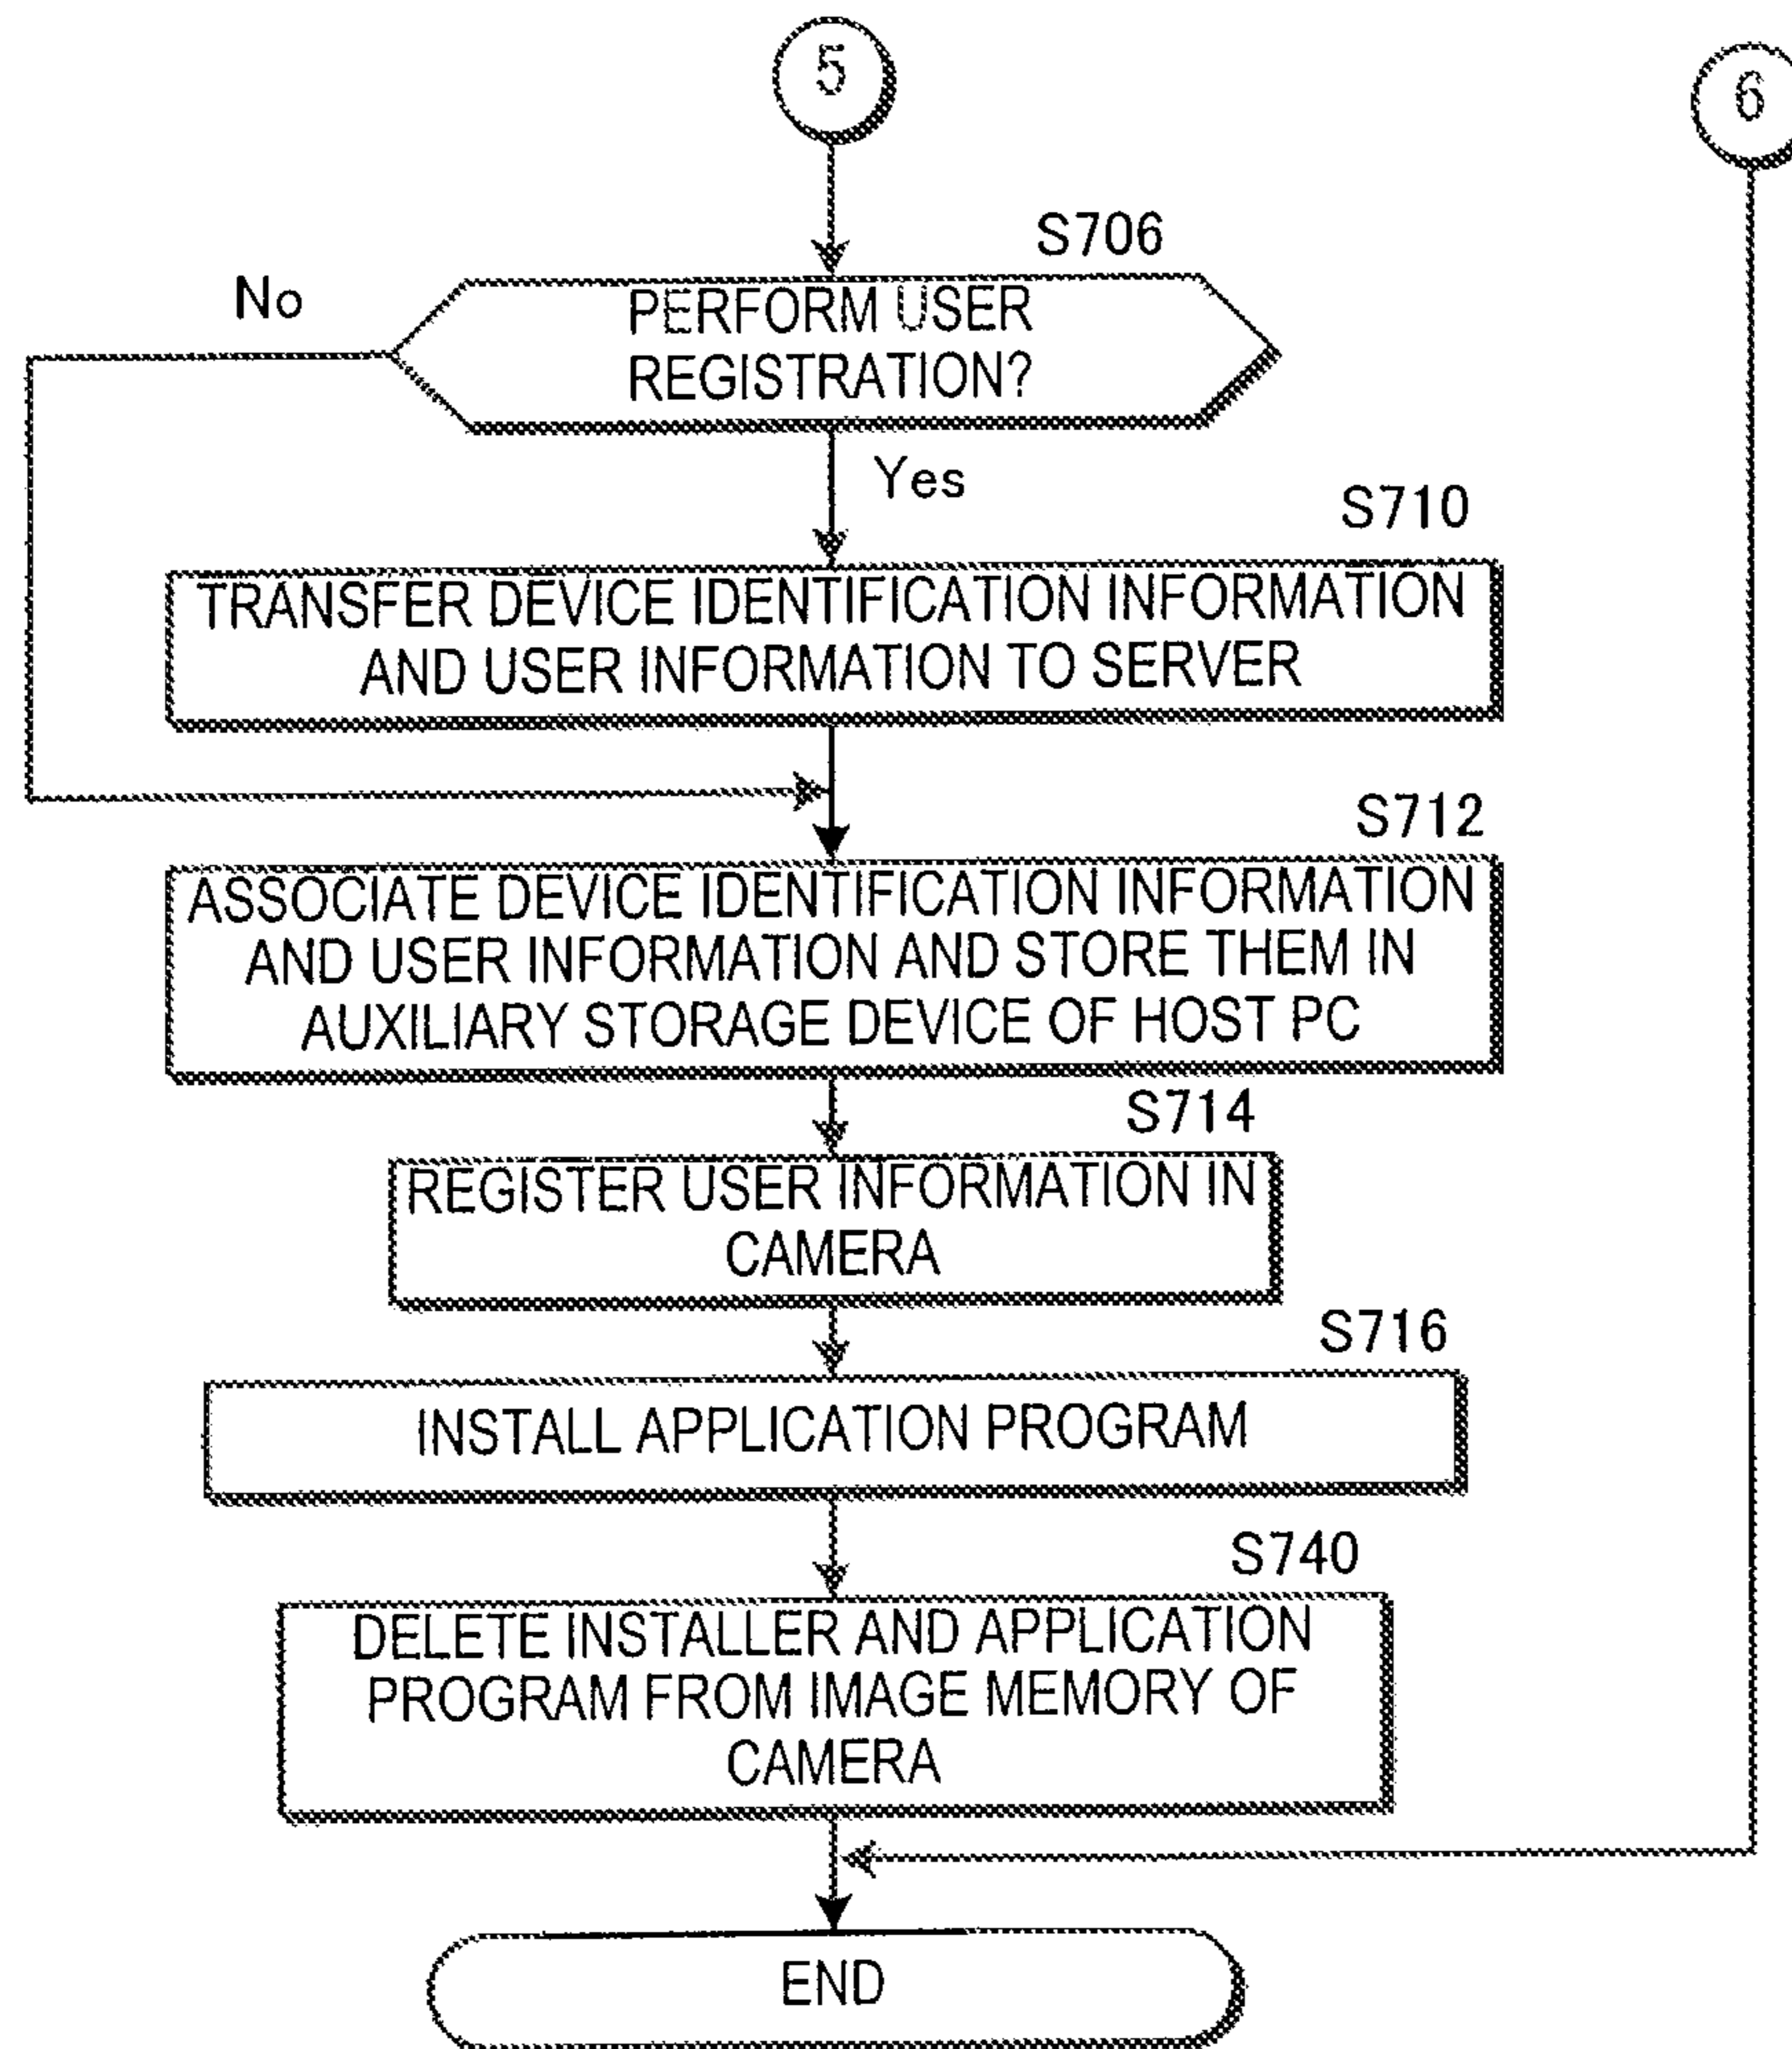 5
6
S706
No
PERFORM USER
REGISTRATION?
Yes
S710
TRANSFER DEVICE IDENTIFICATION INFORMATION
AND USER INFORMATION TO SERVER
S712
ASSOCIATE DEVICE IDENTIFICATION INFORMATION
AND USER INFORMATION AND STORE THEM IN
AUXILIARY STORAGE DEVICE OF HOST PC
S714
REGISTER USER INFORMATION IN
CAMERA
S716
INSTALL APPLICATION PROGRAM
S740
DELETE INSTALLER AND APPLICATION
PROGRAM FROM IMAGE MEMORY OF
CAMERA
END